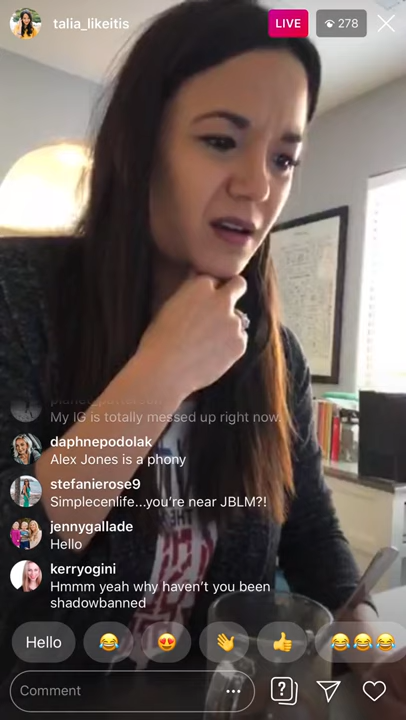 talia_likeitis
LIVE
278
My IG is totally messed up right now.
daphnepodolak
Alex Jones is a phony
stefanierose9
Simplecenlife...you're near JBLM?!
jennygallade
Hello
kerryogini
Hmmm yeah why haven't you been
shadowbanned
Hello
Comment